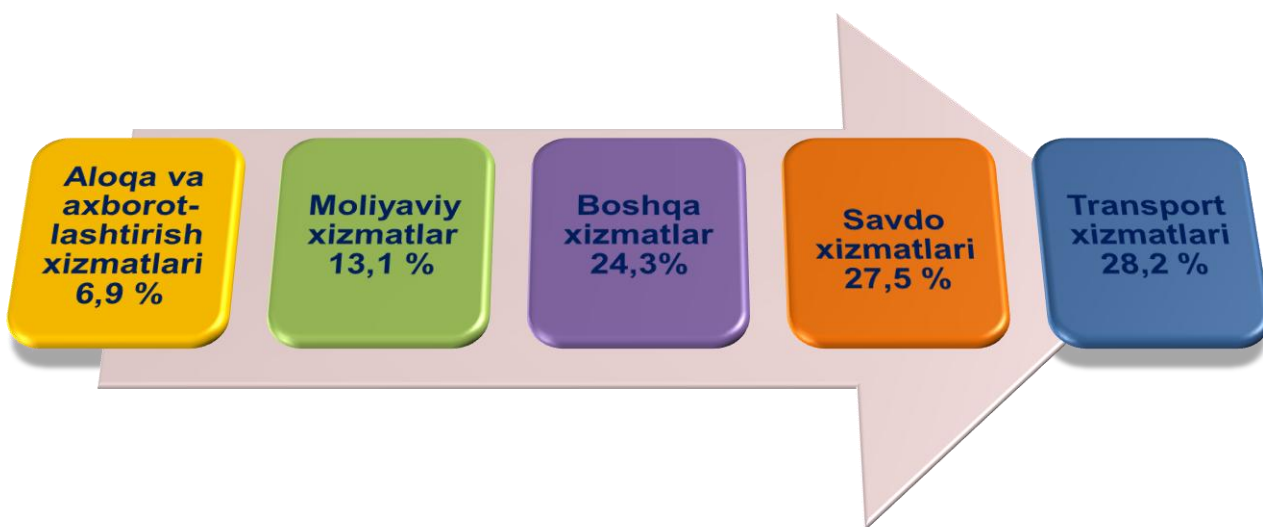 Aloqa va
axborot-
lashtirish
xizmatlari
6,9 %
Moliyaviy
xizmatlar
13,1 %
Boshqa
xizmatlar
24,3%
Savdo
xizmatlari
27,5 %
Transport
xizmatlari
28,2 %